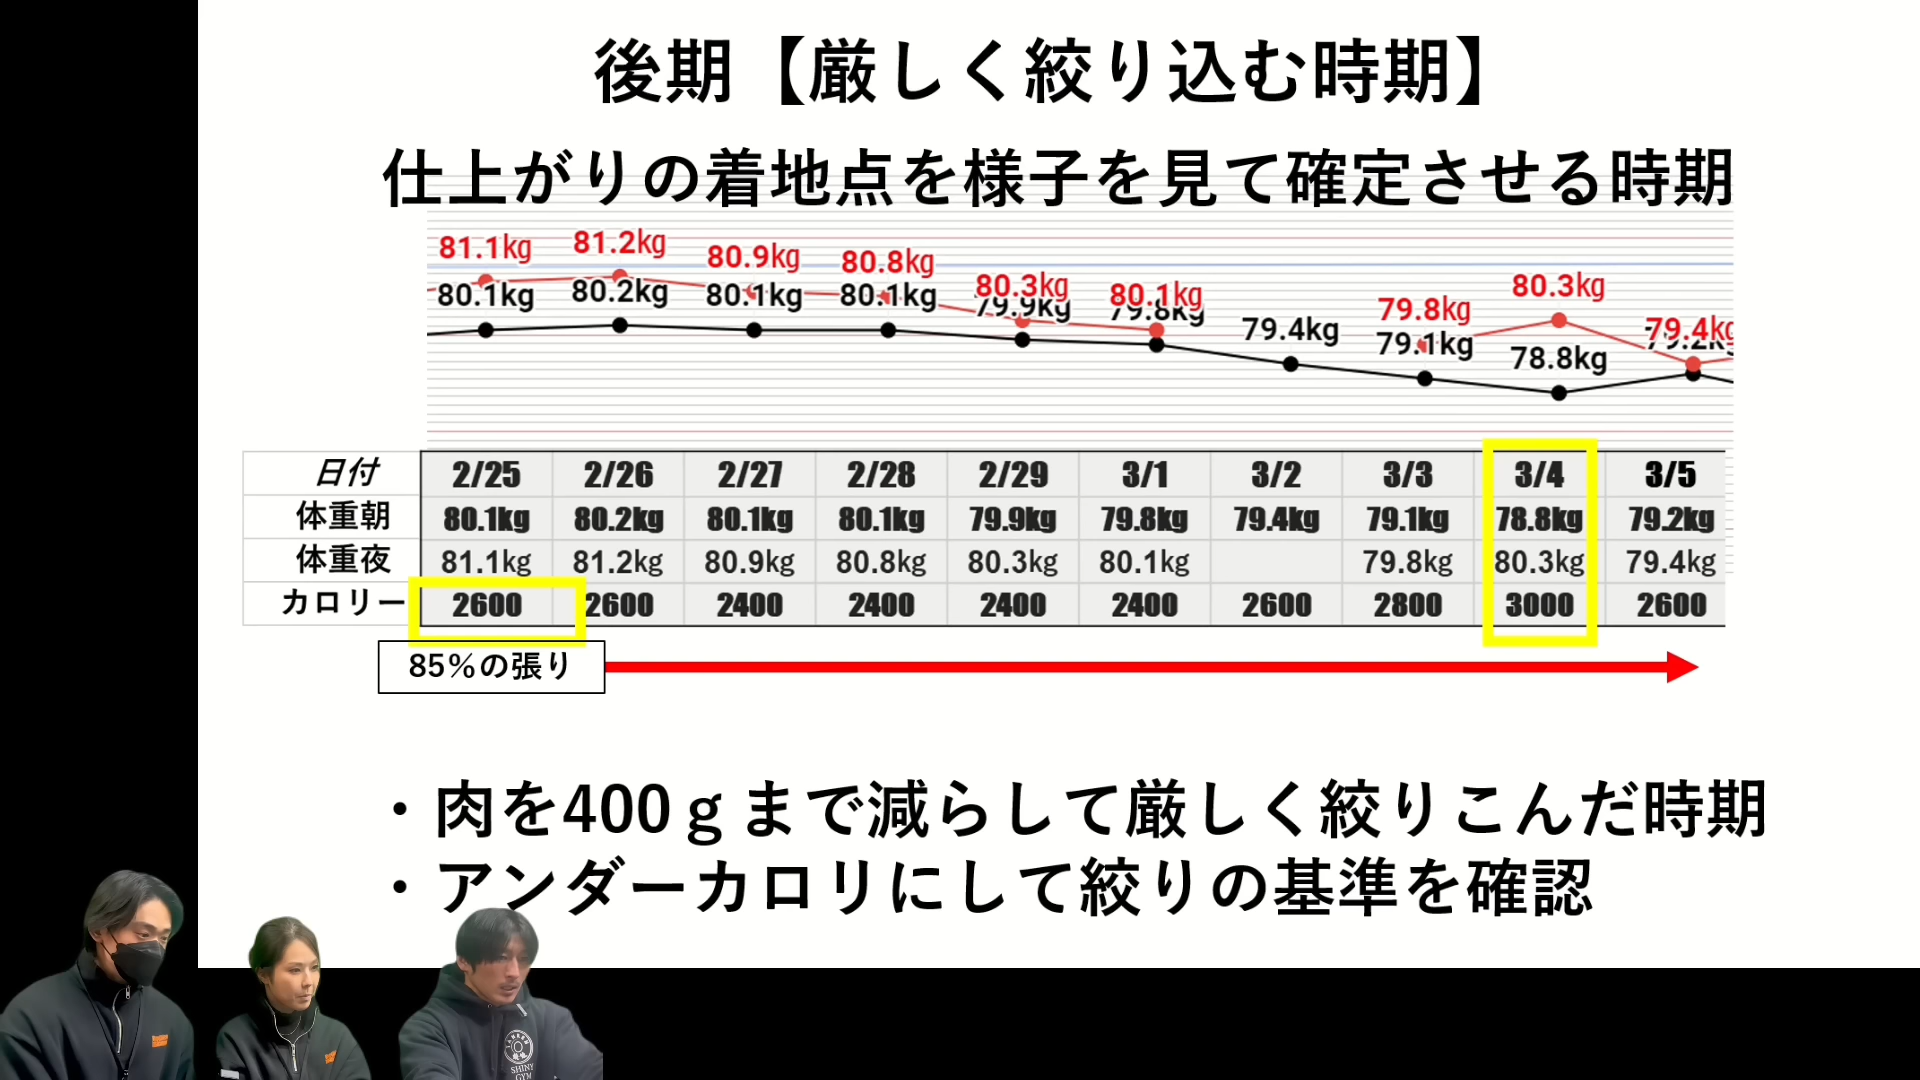 後期【厳しく絞り込む時期】
仕上がりの着地点を様子を見て確定させる時期
81.1kg 81.2kg 80.9kg 80.8kg 80.3kg 80.1kg 79.8kg 80.3kg 79.4kg
80.1kg 80.2kg 80.1kg 80.1kg 79.9kg 79.8kg 79.4kg 79.1kg 78.8kg 79.2kg
日付 2/25 2/26 2/27 2/28 2/29 3/1 3/2 3/3 3/4 3/5
体重朝 80.1kg 80.2kg 80.1kg 80.1kg 79.9kg 79.8kg 79.4kg 79.1kg 78.8kg 79.2kg
体重夜 81.1kg 81.2kg 80.9kg 80.8kg 80.3kg 80.1kg 79.8kg 80.3kg 79.4kg
カロリー 2600 2600 2400 2400 2400 2400 2600 2800 3000 2600
85%の張り
・肉を400ｇまで減らして厳しく絞りこんだ時期
・アンダーカロリにして絞りの基準を確認
SHINY
GYM